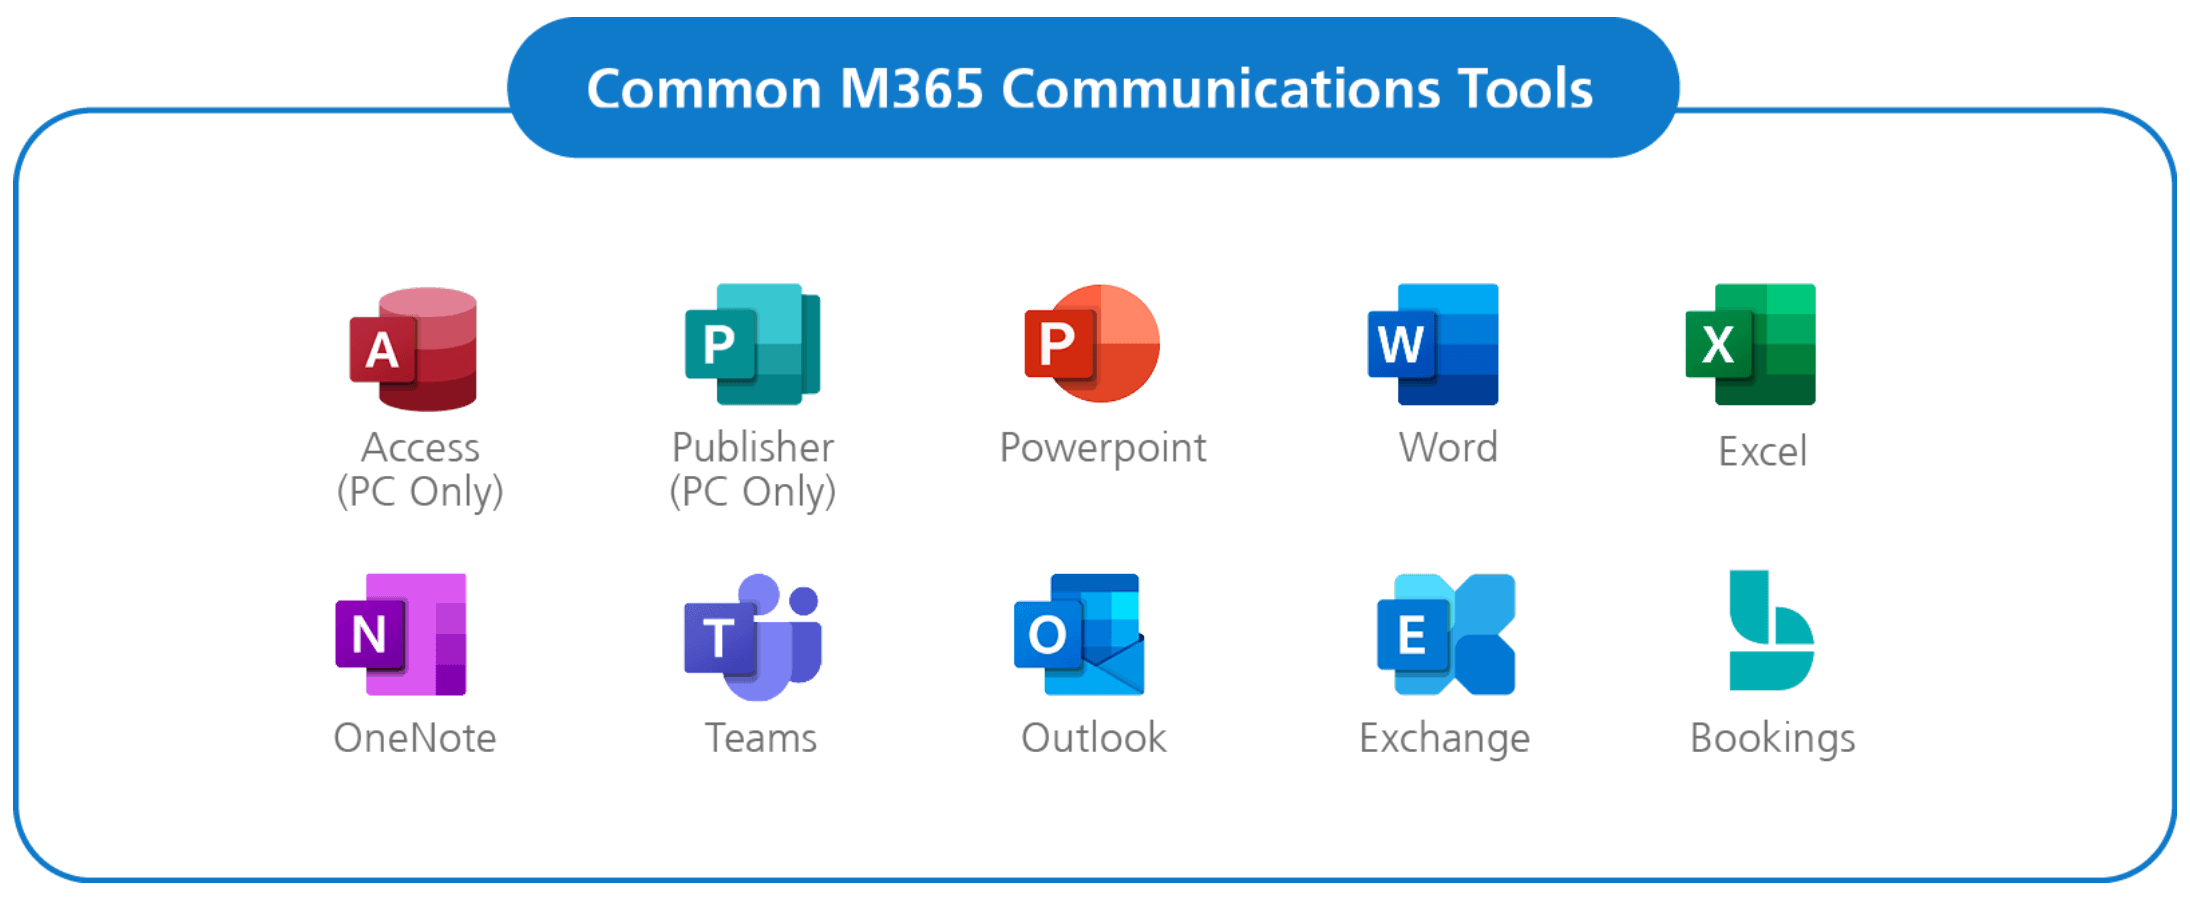 Common M365 Communications Tools
A
P
P
W
X
Access
(PC Only)
Publisher
(PC Only)
Powerpoint
Word
Excel
N
T
O
E
b
OneNote
Teams
Outlook
Exchange
Bookings